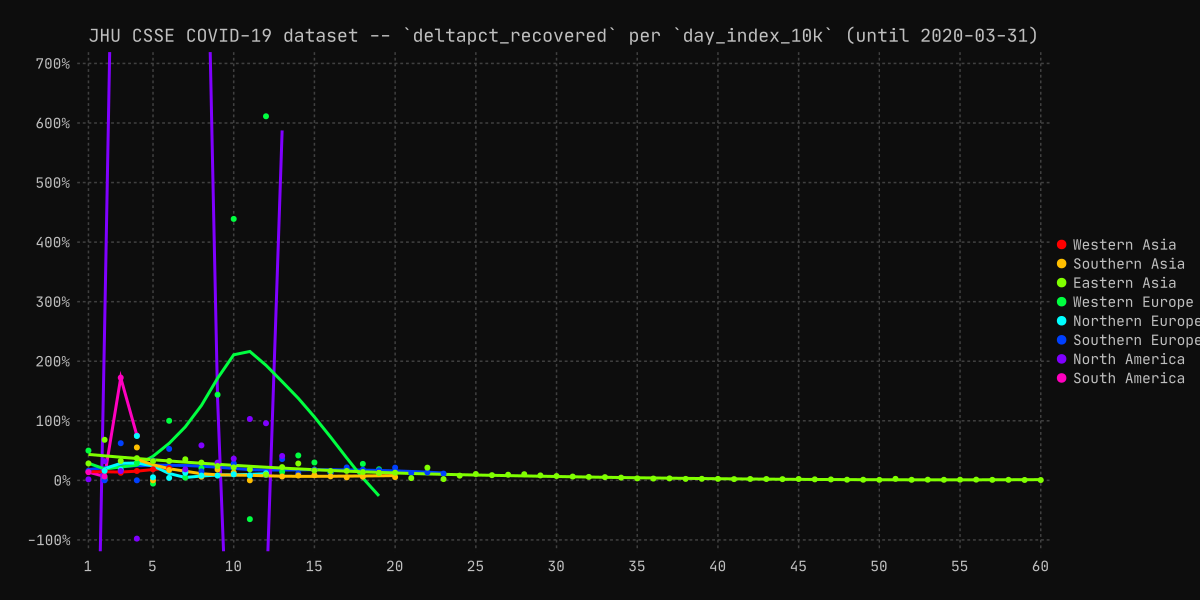 JHU CSSE COVID-19 dataset -- `deltapct_recovered` per `day_index_10k` (until 2020-03-31)
700%
600%
500%
400%
300%
200%
100%
0%
-100%
1 5 10 15 20 25 30 35 40 45 50 55 60
Western Asia
Southern Asia
Eastern Asia
Western Europe
Northern Europe
Southern Europe
North America
South America